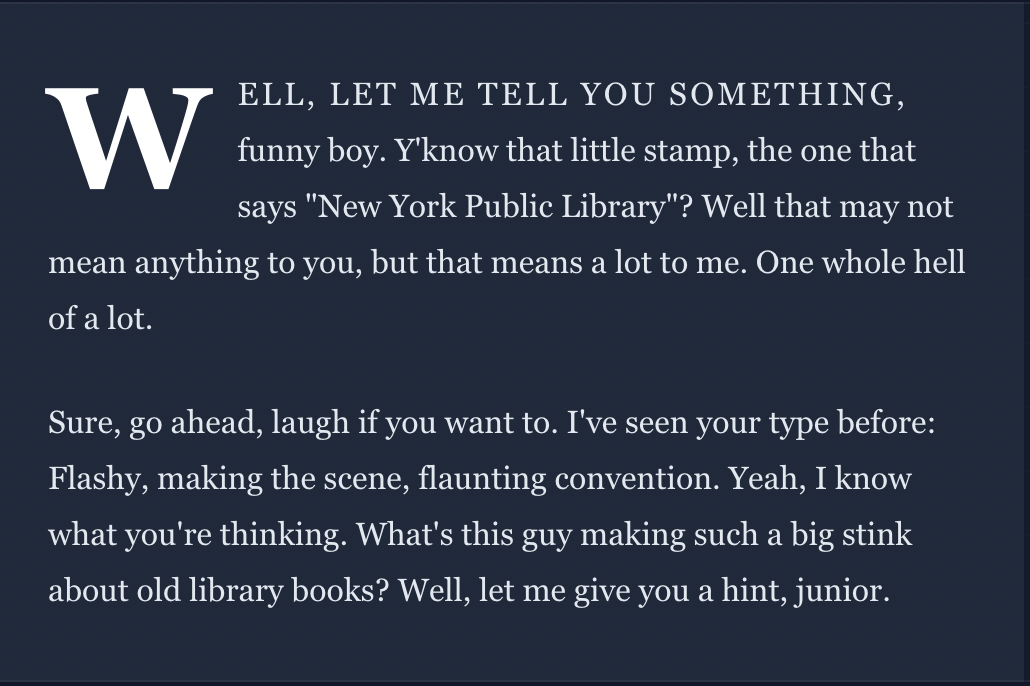 WELL, LET ME TELL YOU SOMETHING,
funny boy. Y'know that little stamp, the one that
says "New York Public Library"? Well that may not
mean anything to you, but that means a lot to me. One whole hell
of a lot.
Sure, go ahead, laugh if you want to. I've seen your type before:
Flashy, making the scene, flaunting convention. Yeah, I know
what you're thinking. What's this guy making such a big stink
about old library books? Well, let me give you a hint, junior.